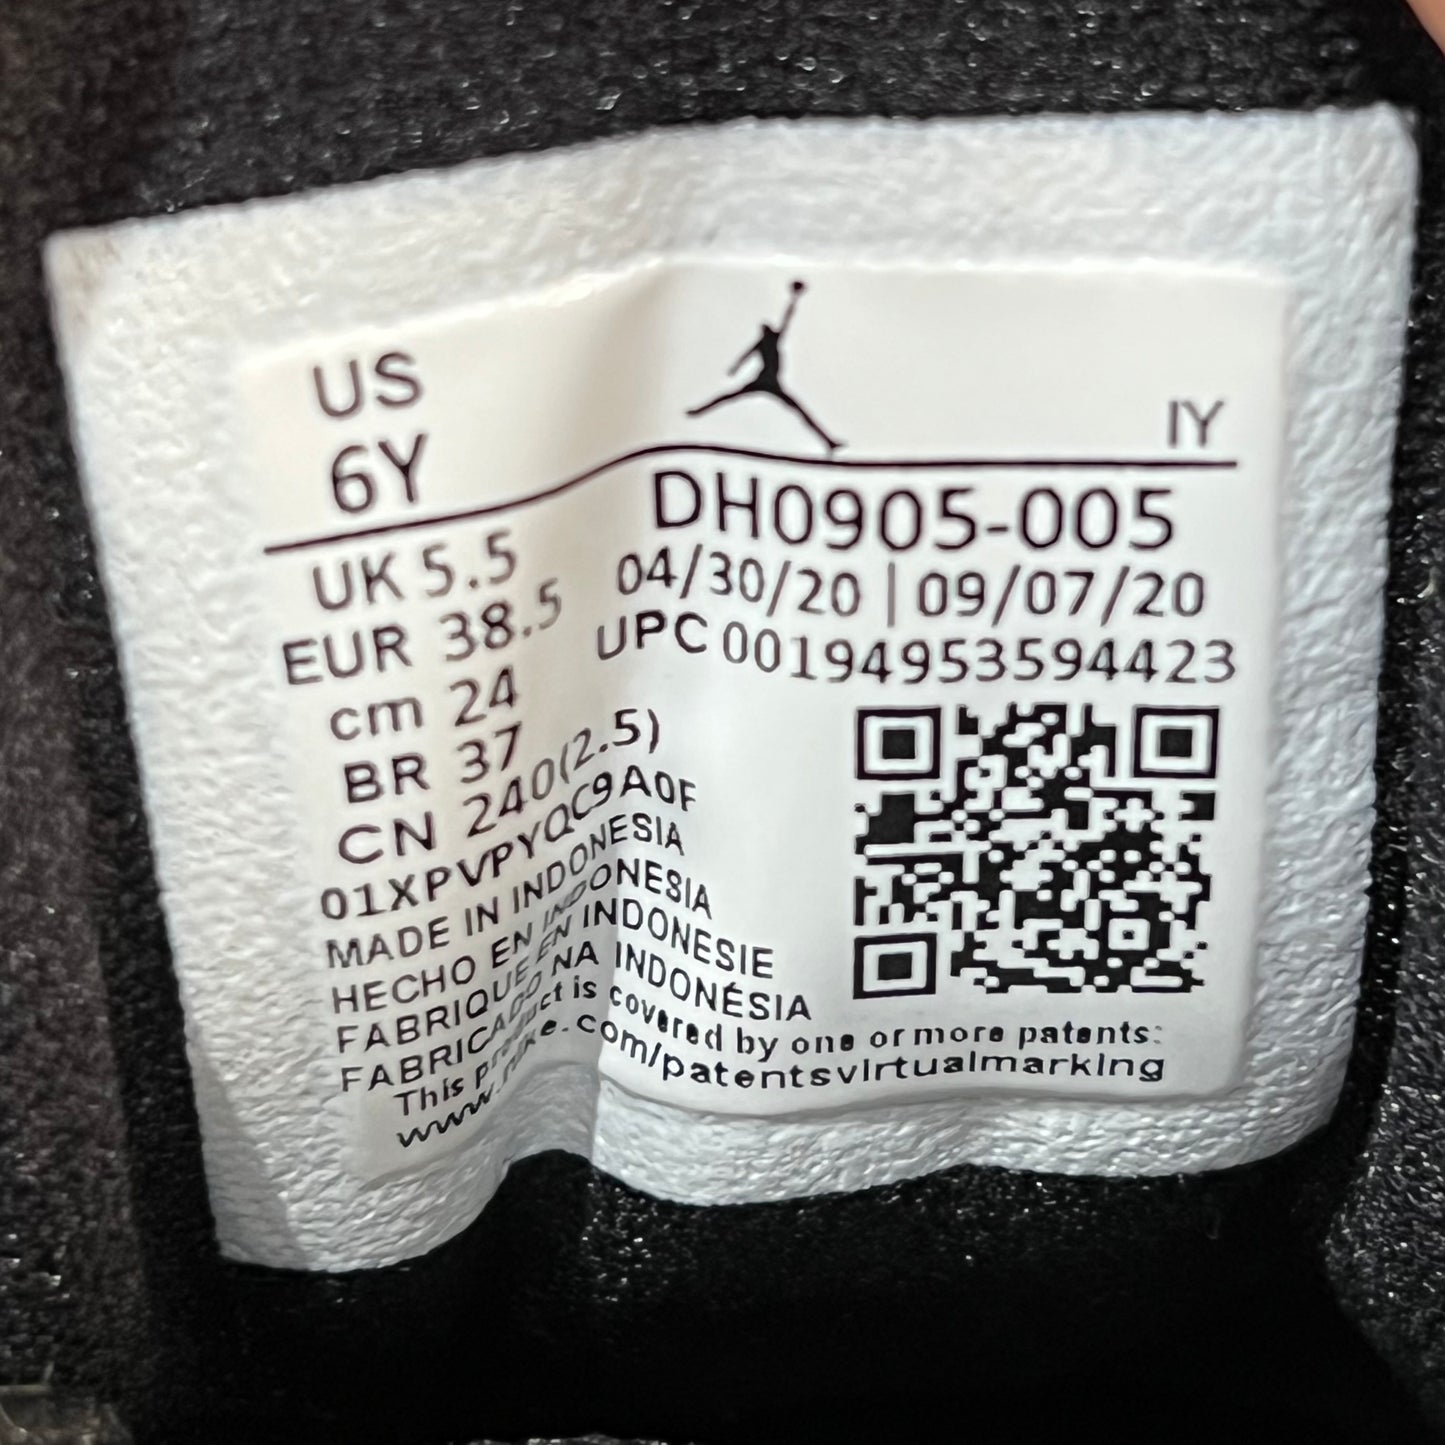 US
6Y
IY
UK 5.5
EUR 38.5
cm 24
BR 37
CN 240(2.5)
DH0905-005
04/30/20 | 09/07/20
UPC 00194953594423
01XPVPYQC9A0F
MADE IN INDONESIA
HECHO EN INDONESIA
FABRIQUE EN INDONESIE
FABRICADO NA INDONÉSIA
This product is covered by one or more patents:
www.nike.com/patentsvirtualmarking